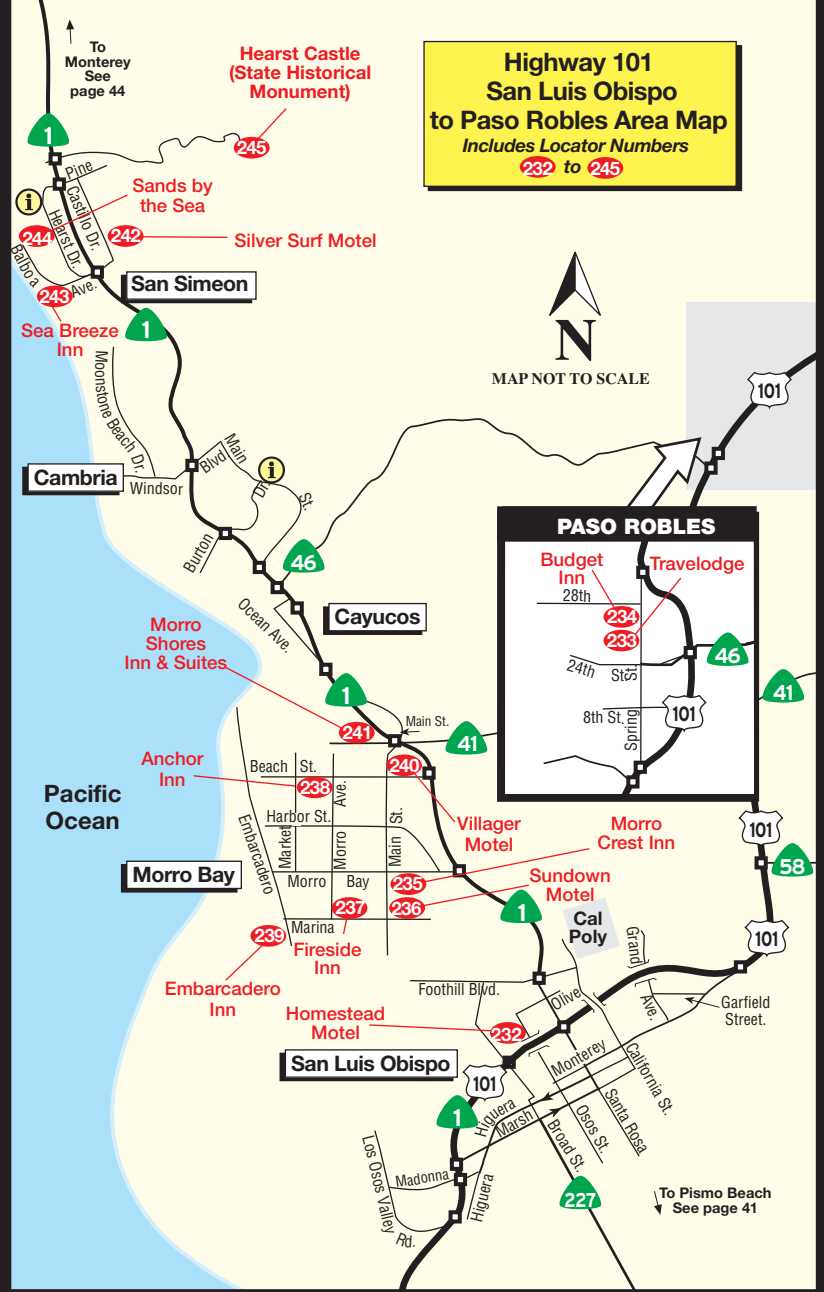 To
Monterey
See
page 44
Hearst Castle
(State Historical
Monument)
245
Highway 101
San Luis Obispo
to Paso Robles Area Map
Includes Locator Numbers
232 to 245
1
Pine
i
Sands by
the Sea
Castillo Dr.
Hearst Dr.
244
242
Silver Surf Motel
Balboa
Ave.
243
San Simeon
Sea Breeze
Inn
1
N
MAP NOT TO SCALE
101
Moonstone Beach Dr.
Main
Blvd
i
Cambria
Windsor
Dr.
St.
Burton
46
PASO ROBLES
Budget
Inn
Travelodge
28th
234
233
24th
St.
St.
46
8th St.
101
Spring
41
Ocean Ave.
Cayucos
Morro
Shores
Inn & Suites
1
Main St.
241
41
Anchor
Inn
Beach
St.
240
238
Ave.
Pacific
Ocean
Harbor St.
St.
Villager
Motel
Morro
Crest Inn
101
Embarcadero
Market
Morro
Main
58
Morro Bay
Morro
Bay
235
Sundown
Motel
237
236
1
Cal
Poly
Marina
239
Fireside
Inn
Grand
101
Embarcadero
Inn
Foothill Blvd.
Olive
Ave.
Garfield
Street.
Homestead
Motel
232
San Luis Obispo
Monterey
California St.
101
1
Higuera
Marsh
Santa Rosa
Osos St.
Broad St.
Los Osos Valley
Rd.
Madonna
Higuera
227
To Pismo Beach
See page 41